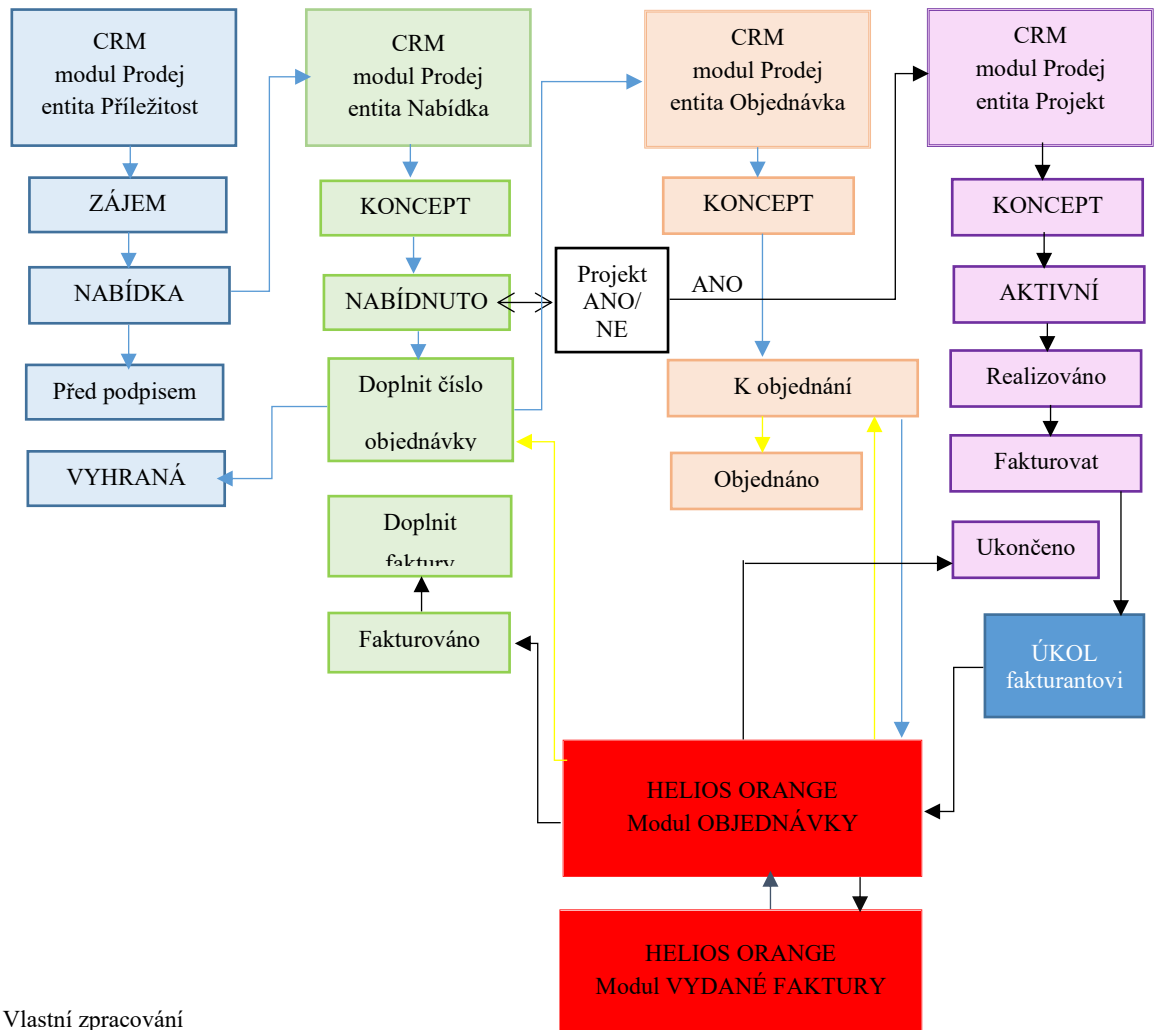 CRM
modul Prodej
entita Příležitost
ZÁJEM
NABÍDKA
Před podpisem
VYHRANÁ
CRM
modul Prodej
entita Nabídka
KONCEPT
NABÍDNUTO
Doplnit číslo
objednávky
Doplnit
faktury
Fakturováno
Projekt
ANO/
NE
ANO
CRM
modul Prodej
entita Objednávka
KONCEPT
K objednání
Objednáno
CRM
modul Prodej
entita Projekt
KONCEPT
AKTIVNÍ
Realizováno
Fakturovat
Ukončeno
ÚKOL
fakturantovi
HELIOS ORANGE
Modul OBJEDNÁVKY
HELIOS ORANGE
Modul VYDANÉ FAKTURY
Vlastní zpracování